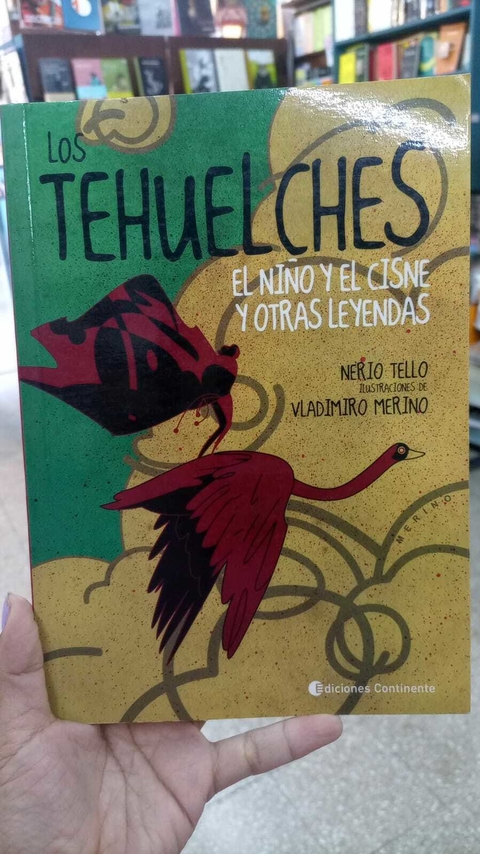 LOS
TEHUELCHES
EL NIÑO Y EL CISNE
Y OTRAS LEYENDAS
NERIO TELLO
ILUSTRACIONES DE
VLADIMIRO MERINO
MERINO
Ediciones Continente